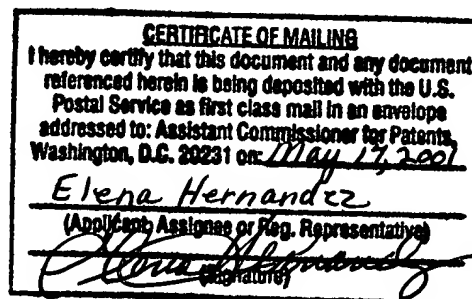 CERTIFICATE OF MAILING
I hereby certify that this document and any document
referenced herein is being deposited with the U.S.
Postal Service as first class mail in an envelope
addressed to: Assistant Commissioner for Patents,
Washington, D.C. 20231 on: May 17, 2001
Elena Hernandez
(Applicant, Assignee or Reg. Representative)
Elena Hernandez
(Signature)